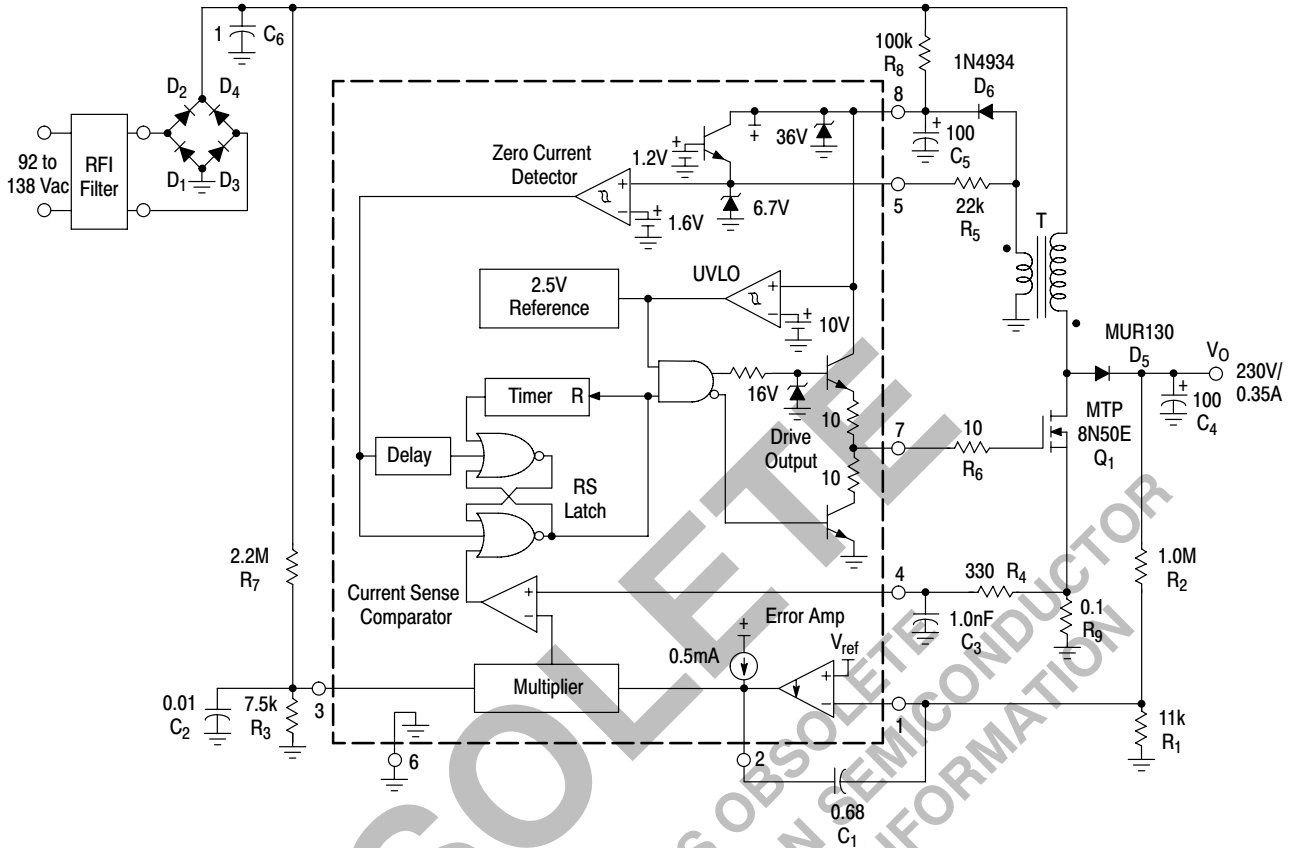 1
C6
100k
R8
1N4934
D6
8
D2
D4
D1
D3
92 to
138 Vac
RFI
Filter
100
C5
36V
+
1.2V
Zero Current
Detector
+
−
6.7V
1.6V
5
22k
R5
T
UVLO
2.5V
Reference
+
−
10V
MUR130
D5
VO
230V/
0.35A
100
C4
Timer
R
16V
10
7
10
R6
MTP
8N50E
Q1
Drive
Output
10
Delay
RS
Latch
2.2M
R7
Current Sense
Comparator
+
−
4
330
R4
1.0nF
C3
0.1
R9
1.0M
R2
Error Amp
0.5mA
Vref
+
−
Multiplier
3
0.01
C2
7.5k
R3
6
2
1
11k
R1
0.68
C1
OBSOLETE
S OBSOLETE
N SEMICONDUCTOR
INFORMATION